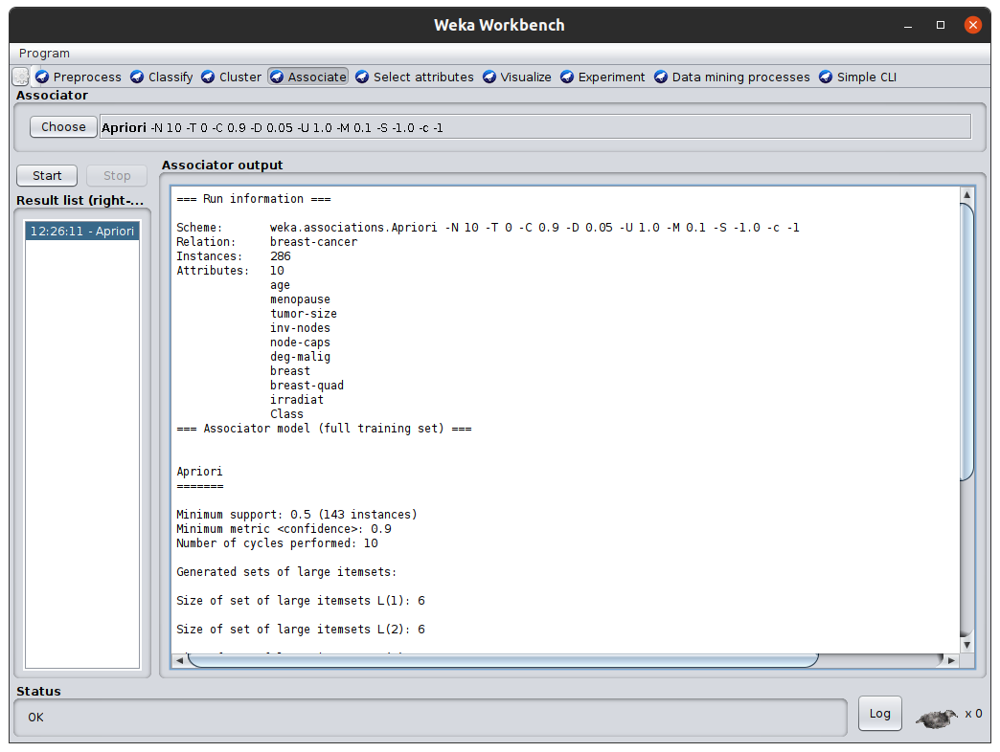 Weka Workbench
Program
Preprocess Classify Cluster Associate Select attributes Visualize Experiment Data mining processes Simple CLI
Associator
Choose Apriori -N 10 -T 0 -C 0.9 -D 0.05 -U 1.0 -M 0.1 -S -1.0 -c -1
Start Stop
Result list (right-...
12:26:11 - Apriori
Associator output
=== Run information ===
Scheme: weka.associations.Apriori -N 10 -T 0 -C 0.9 -D 0.05 -U 1.0 -M 0.1 -S -1.0 -c -1
Relation: breast-cancer
Instances: 286
Attributes: 10
age
menopause
tumor-size
inv-nodes
node-caps
deg-malig
breast
breast-quad
irradiat
Class
=== Associator model (full training set) ===
Apriori
=======
Minimum support: 0.5 (143 instances)
Minimum metric <confidence>: 0.9
Number of cycles performed: 10
Generated sets of large itemsets:
Size of set of large itemsets L(1): 6
Size of set of large itemsets L(2): 6
Status
OK
Log
x 0